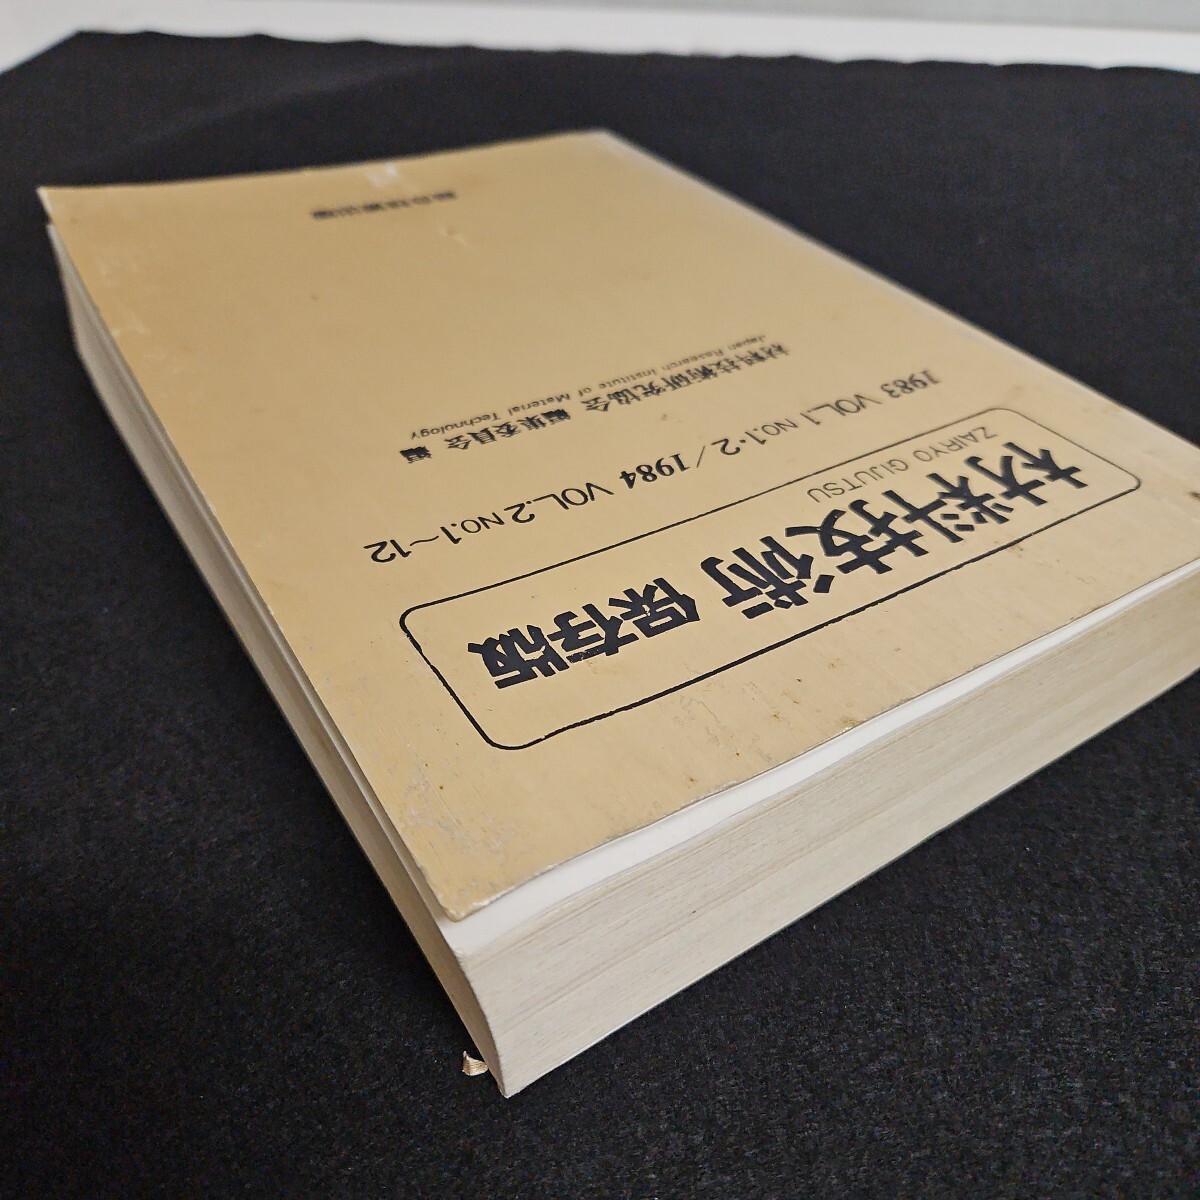 材料技術 保存版
ZAIRYO GIJUTSU
1983 VOL.1 NO.1・2／1984 VOL.2 NO.1〜12
材料技術研究協会 編集委員会 編
Japan Research Institute of Material Technology